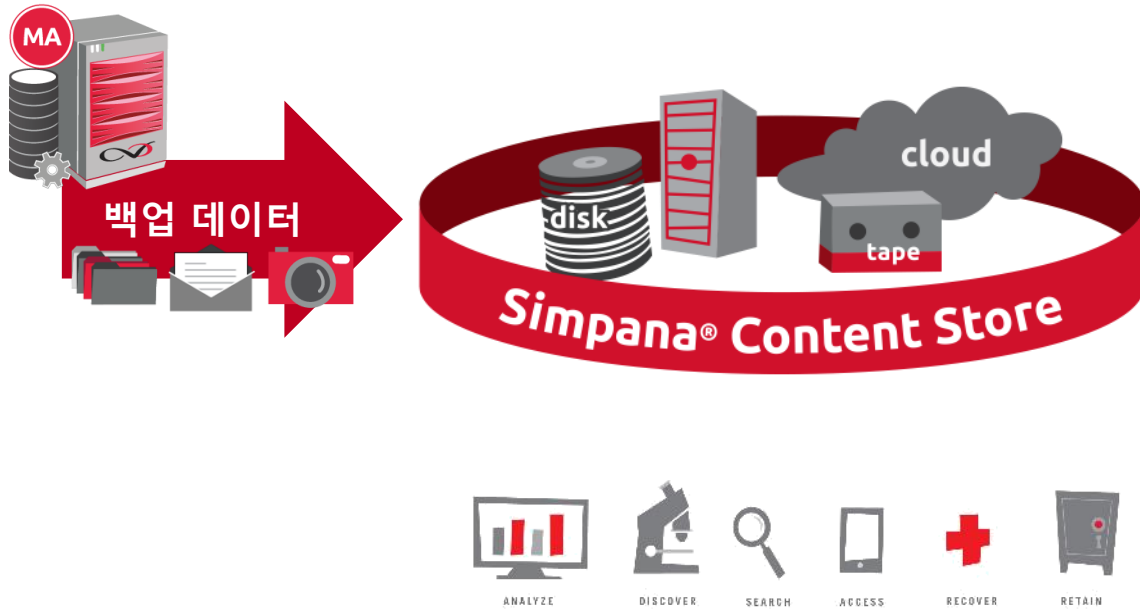 MA
백업 데이터
disk
cloud
tape
Simpana® Content Store
ANALYZE
DISCOVER
SEARCH
ACCESS
RECOVER
RETAIN